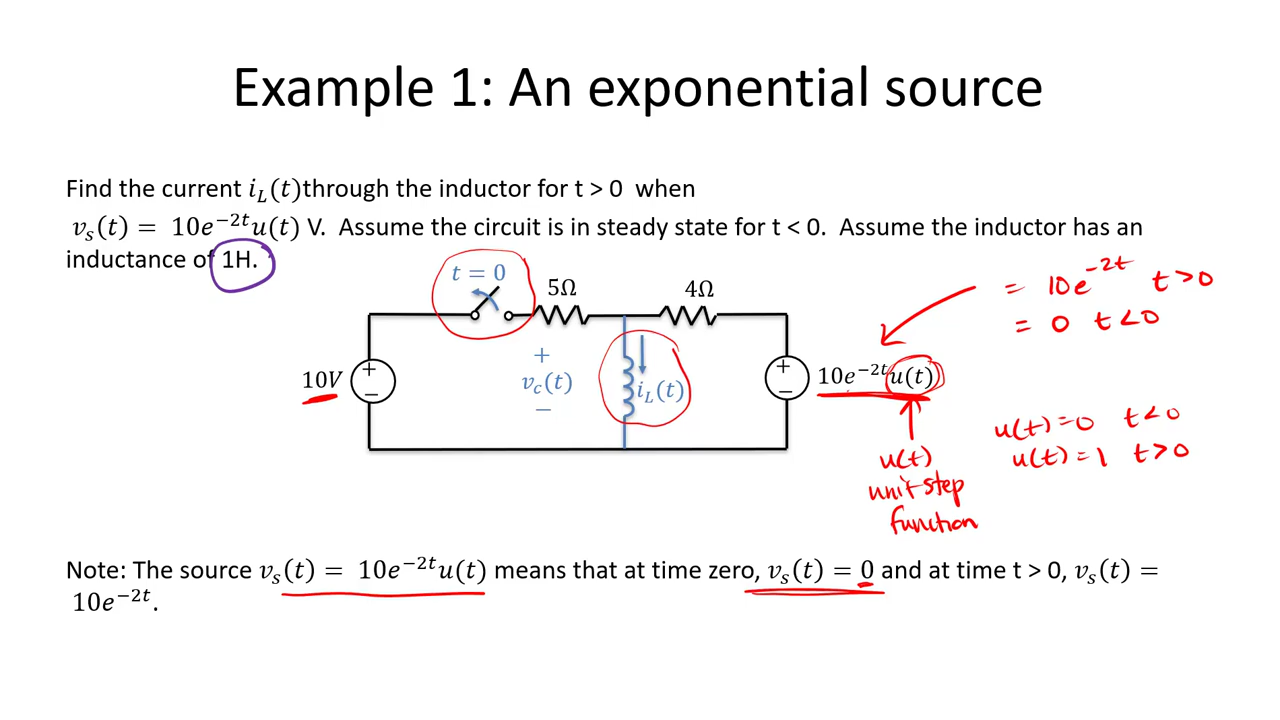 Example 1: An exponential source
Find the current i_L(t)through the inductor for t > 0 when
v_s(t) = 10e^{-2t}u(t) V. Assume the circuit is in steady state for t < 0. Assume the inductor has an
inductance of 1H.
t = 0
5Ω
4Ω
= 10e^{-2t} t>0
= 0 t<0
10V
+
−
+
v_c(t)
−
i_L(t)
+
−
10e^{-2t}u(t)
u(t)=0 t<0
u(t)=1 t>0
u(t)
unit step
function
Note: The source v_s(t) = 10e^{-2t}u(t) means that at time zero, v_s(t) = 0 and at time t > 0, v_s(t) =
10e^{-2t}.